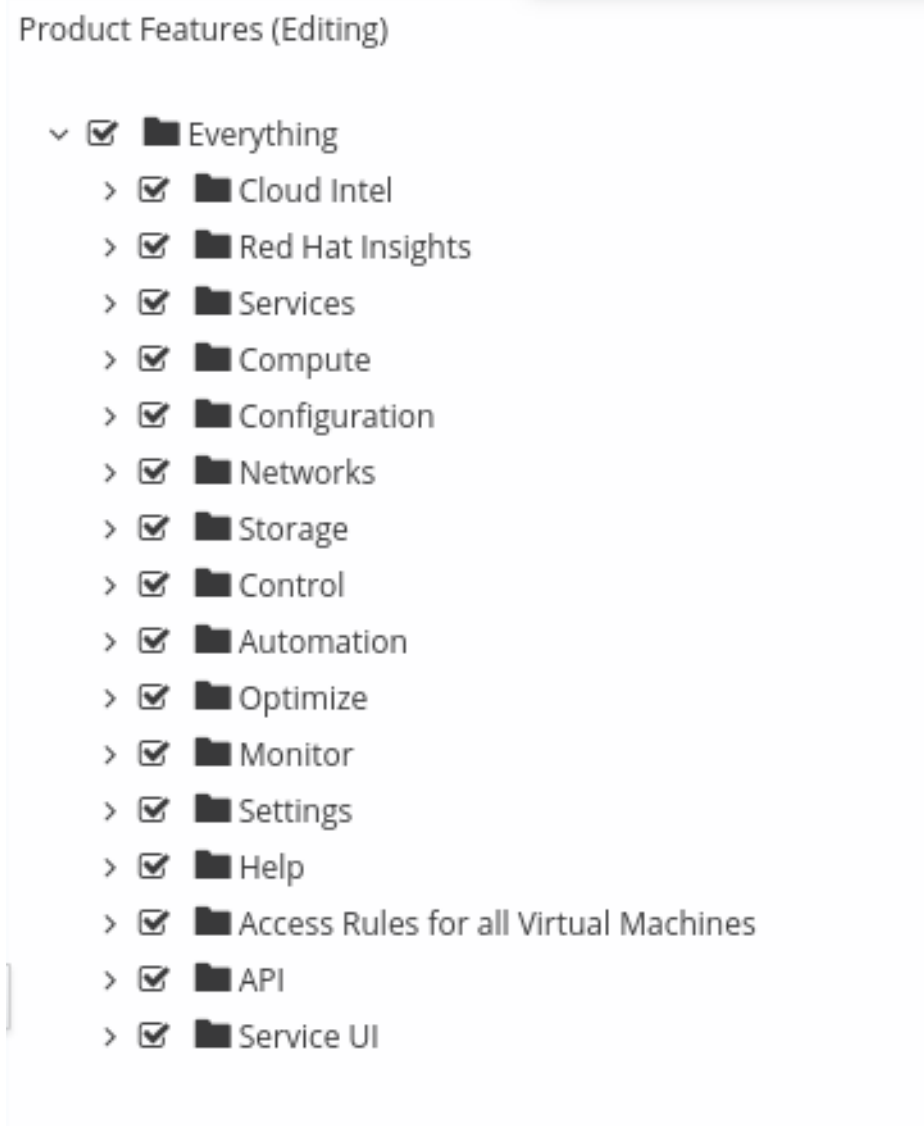 Product Features (Editing)
Everything
Cloud Intel
Red Hat Insights
Services
Compute
Configuration
Networks
Storage
Control
Automation
Optimize
Monitor
Settings
Help
Access Rules for all Virtual Machines
API
Service UI